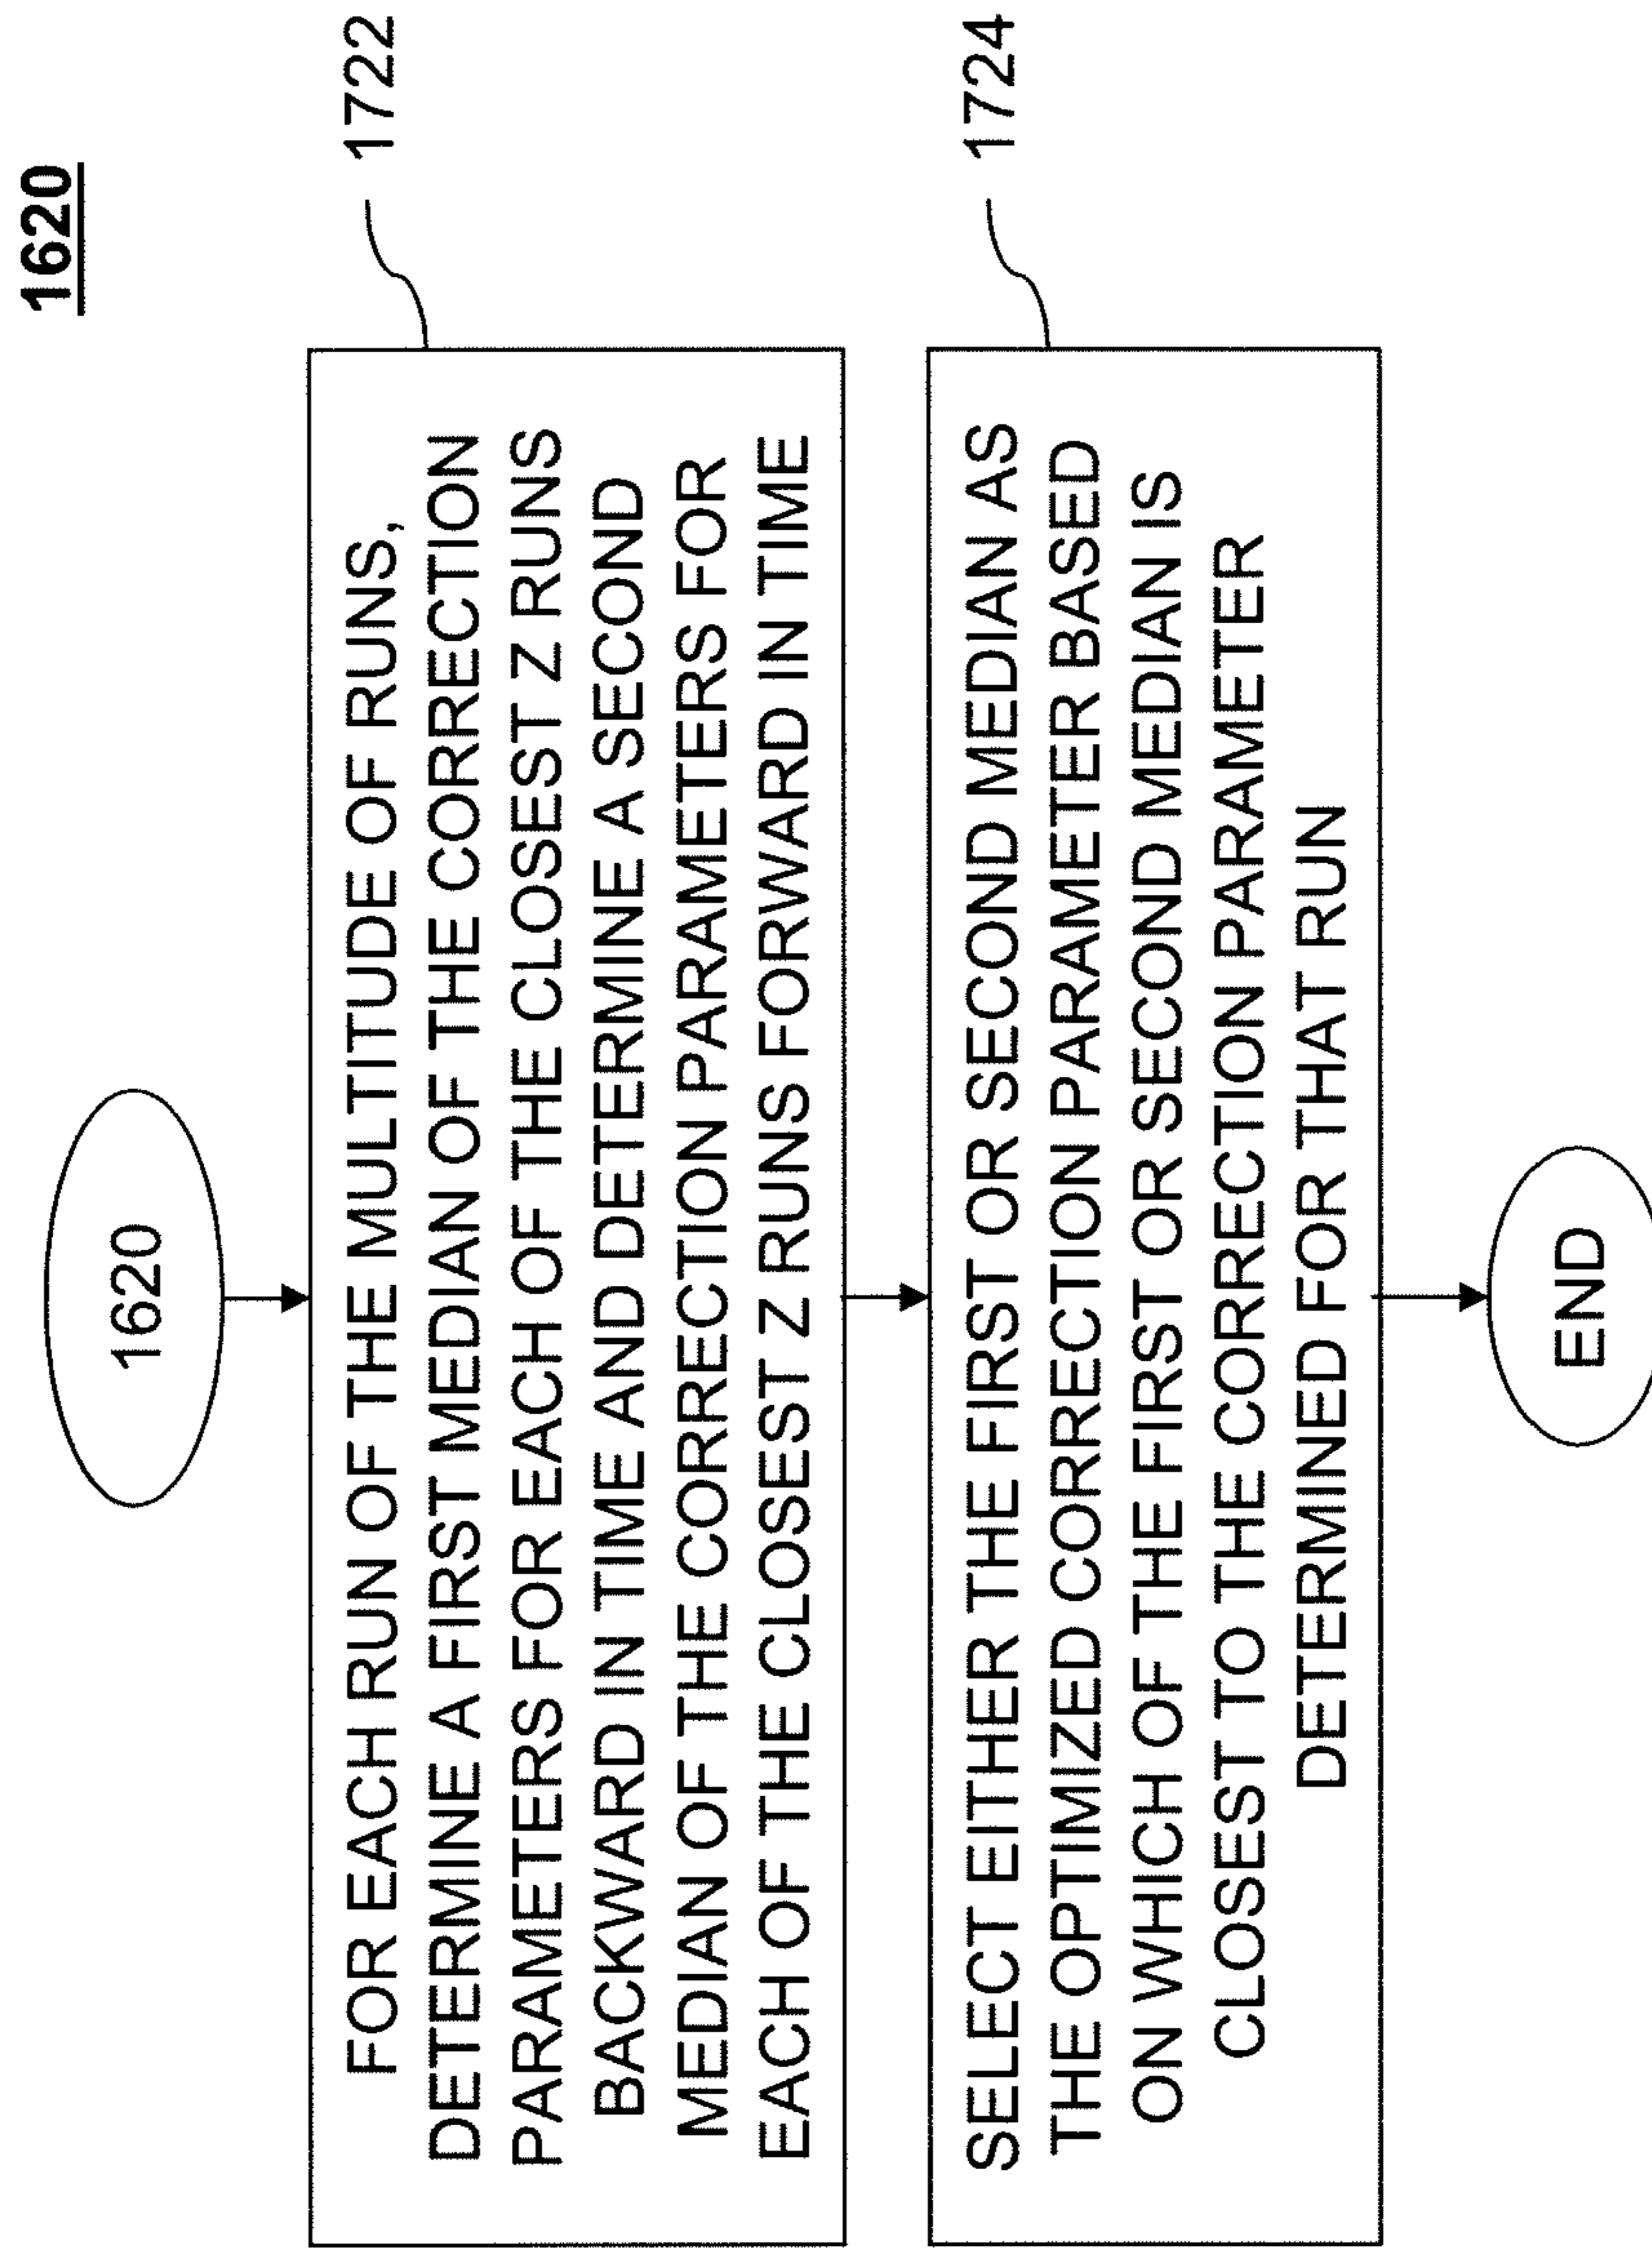 1620
1620
FOR EACH RUN OF THE MULTITUDE OF RUNS,
DETERMINE A FIRST MEDIAN OF THE CORRECTION
PARAMETERS FOR EACH OF THE CLOSEST Z RUNS
BACKWARD IN TIME AND DETERMINE A SECOND
MEDIAN OF THE CORRECTION PARAMETERS FOR
EACH OF THE CLOSEST Z RUNS FORWARD IN TIME
1722
SELECT EITHER THE FIRST OR SECOND MEDIAN AS
THE OPTIMIZED CORRECTION PARAMETER BASED
ON WHICH OF THE FIRST OR SECOND MEDIAN IS
CLOSEST TO THE CORRECTION PARAMETER
DETERMINED FOR THAT RUN
1724
END